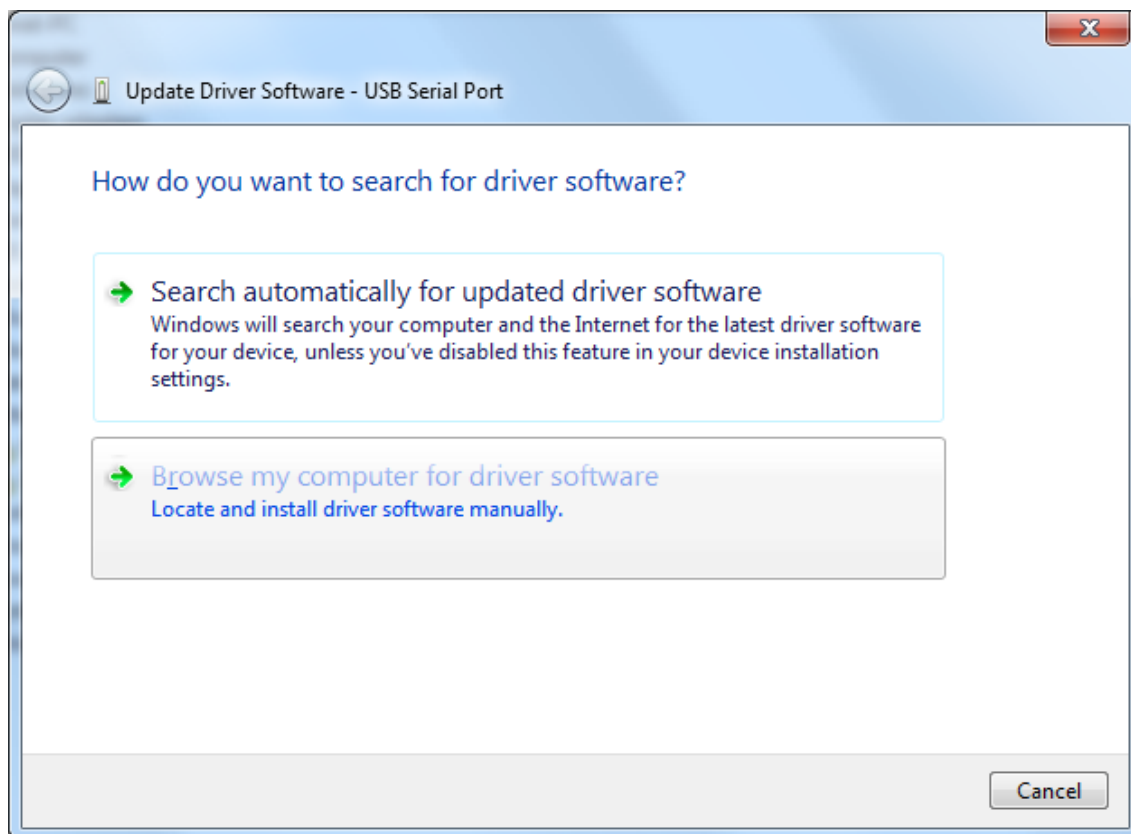 Update Driver Software - USB Serial Port
How do you want to search for driver software?
Search automatically for updated driver software
Windows will search your computer and the Internet for the latest driver software
for your device, unless you've disabled this feature in your device installation
settings.
Browse my computer for driver software
Locate and install driver software manually.
Cancel